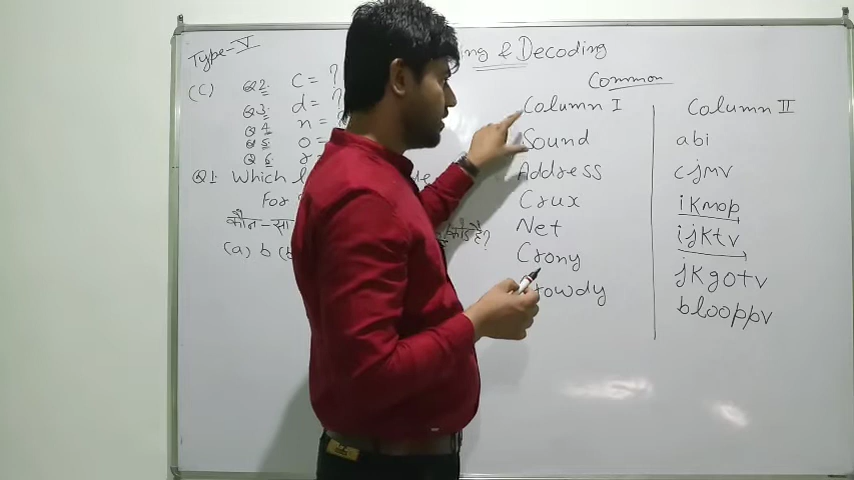 Type-V
ing & Decoding
(C) Q2 c = ?
Q3 d = ?
Q4 n =
Q5 o =
Q6 r =
Q1: Which
For
कौन-सा
कोड है?
(a) b (b
Common
Column I
Sound
Address
Crux
Net
Crony
rowdy
Column II
abi
cjmv
ikmop
ijktv
jkgotv
blooppv